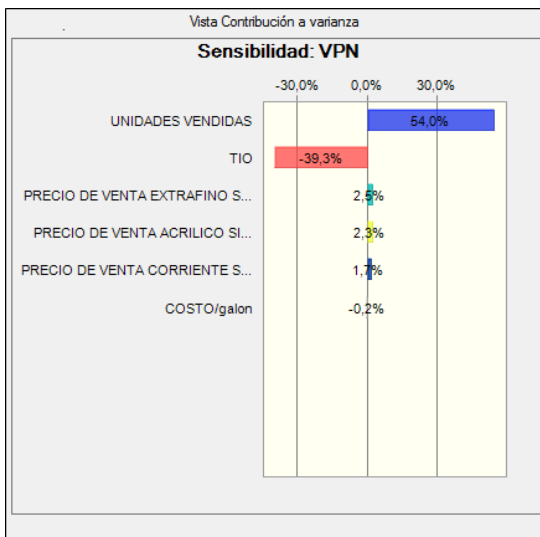 Vista Contribución a varianza
Sensibilidad: VPN
-30,0% 0,0% 30,0%
UNIDADES VENDIDAS 54,0%
TIO -39,3%
PRECIO DE VENTA EXTRAFINO S... 2,5%
PRECIO DE VENTA ACRILICO SI... 2,3%
PRECIO DE VENTA CORRIENTE S... 1,7%
COSTO/galon -0,2%